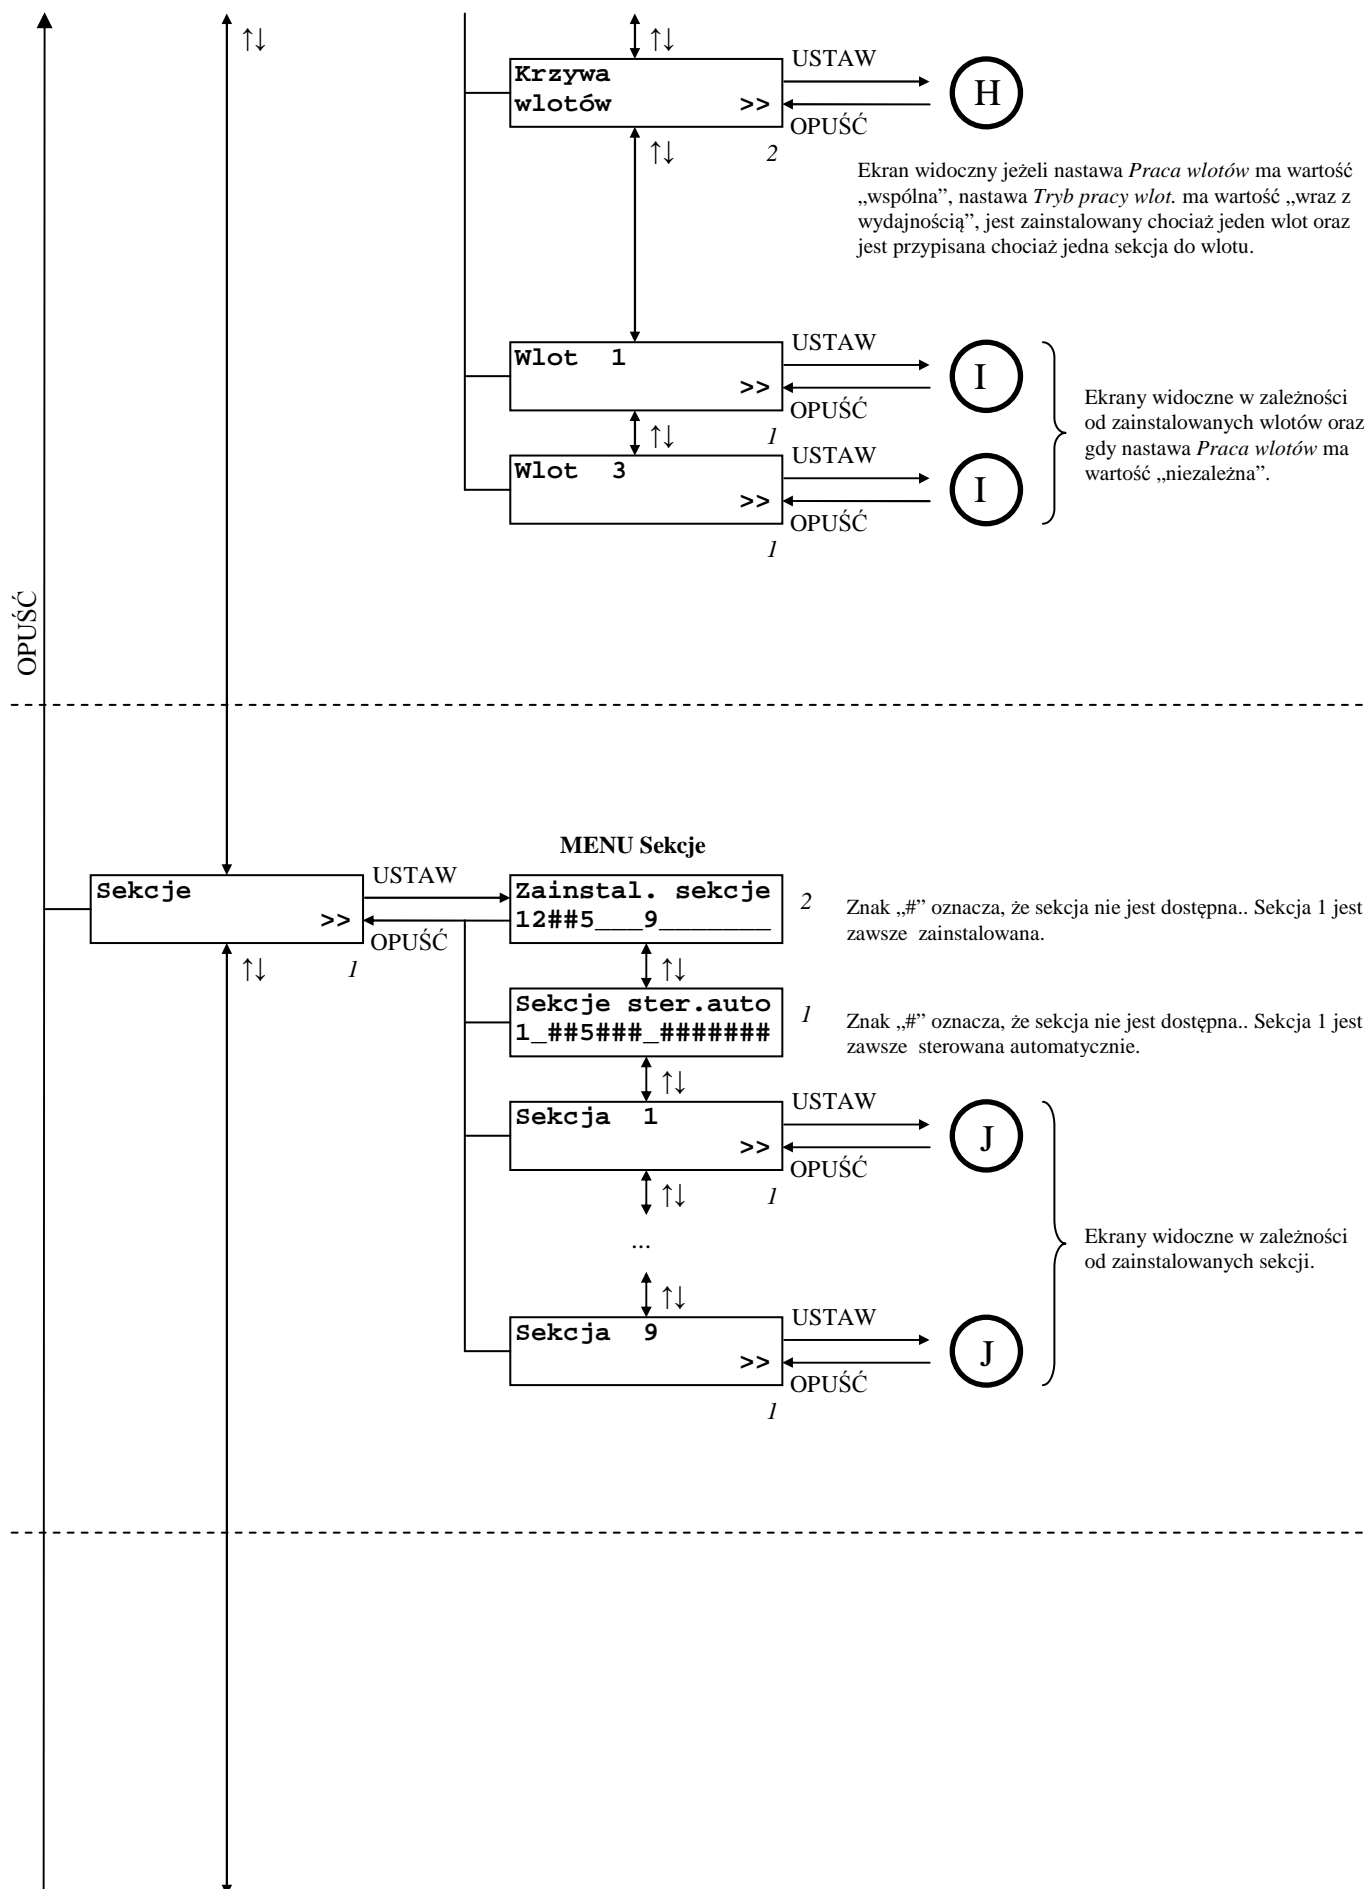 ↑↓
↑↓
Krzywa
wlotów >>
USTAW
OPUŚĆ
H
↑↓
2
Ekran widoczny jeżeli nastawa Praca wlotów ma wartość
„wspólna”, nastawa Tryb pracy wlot. ma wartość „wraz z
wydajnością”, jest zainstalowany chociaż jeden wlot oraz
jest przypisana chociaż jedna sekcja do wlotu.
Wlot 1
>>
USTAW
OPUŚĆ
I
↑↓
1
Wlot 3
>>
USTAW
OPUŚĆ
I
1
Ekrany widoczne w zależności
od zainstalowanych wlotów oraz
gdy nastawa Praca wlotów ma
wartość „niezależna”.
OPUŚĆ
MENU Sekcje
Sekcje
>>
USTAW
OPUŚĆ
↑↓
1
Zainstal. sekcje
12##5___9_______
2
Znak „#” oznacza, że sekcja nie jest dostępna.. Sekcja 1 jest
zawsze zainstalowana.
↑↓
Sekcje ster.auto
1_##5###_#######
1
Znak „#” oznacza, że sekcja nie jest dostępna.. Sekcja 1 jest
zawsze sterowana automatycznie.
↑↓
Sekcja 1
>>
USTAW
OPUŚĆ
J
↑↓
1
...
Ekrany widoczne w zależności
od zainstalowanych sekcji.
↑↓
Sekcja 9
>>
USTAW
OPUŚĆ
J
1